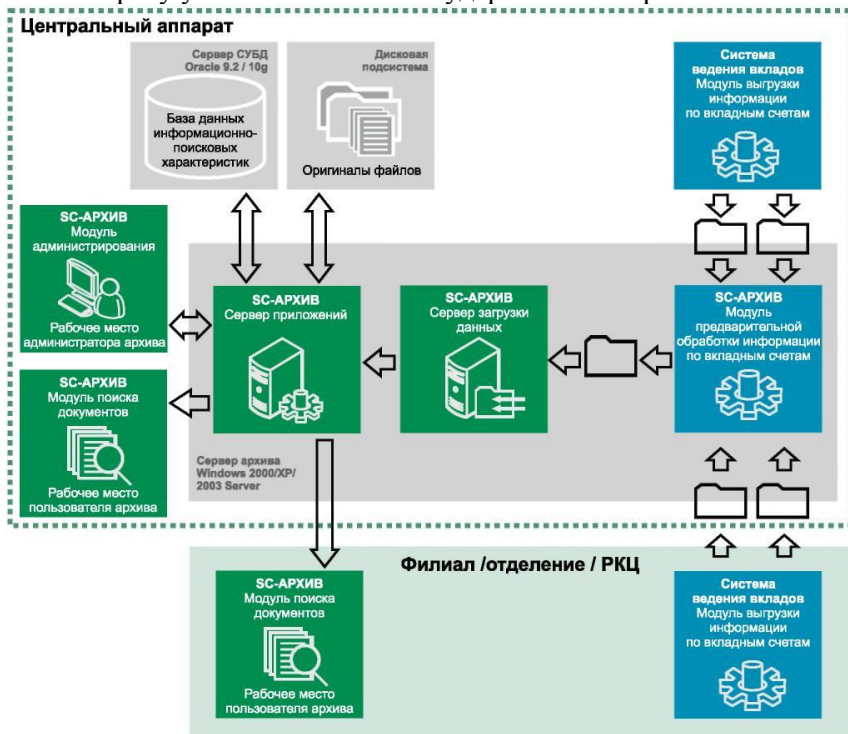 Центральный аппарат
Сервер СУБД
Oracle 9.2 / 10g
База данных
информационно-
поисковых
характеристик
Дисковая
подсистема
Оригиналы файлов
Система
ведения вкладов
Модуль выгрузки
информации
по вкладным счетам
SC-АРХИВ
Модуль
администрирования
Рабочее место
администратора архива
SC-АРХИВ
Сервер приложений
SC-АРХИВ
Сервер загрузки
данных
SC-АРХИВ
Модуль
предварительной
обработки информации
по вкладным счетам
SC-АРХИВ
Модуль поиска
документов
Рабочее место
пользователя архива
Сервер архива
Windows 2000/XP/
2003 Server
Филиал /отделение / РКЦ
SC-АРХИВ
Модуль поиска
документов
Рабочее место
пользователя архива
Система
ведения вкладов
Модуль выгрузки
информации
по вкладным счетам